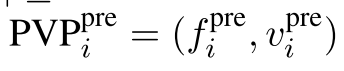 PVP_i^pre = (f_i^pre, v_i^pre)